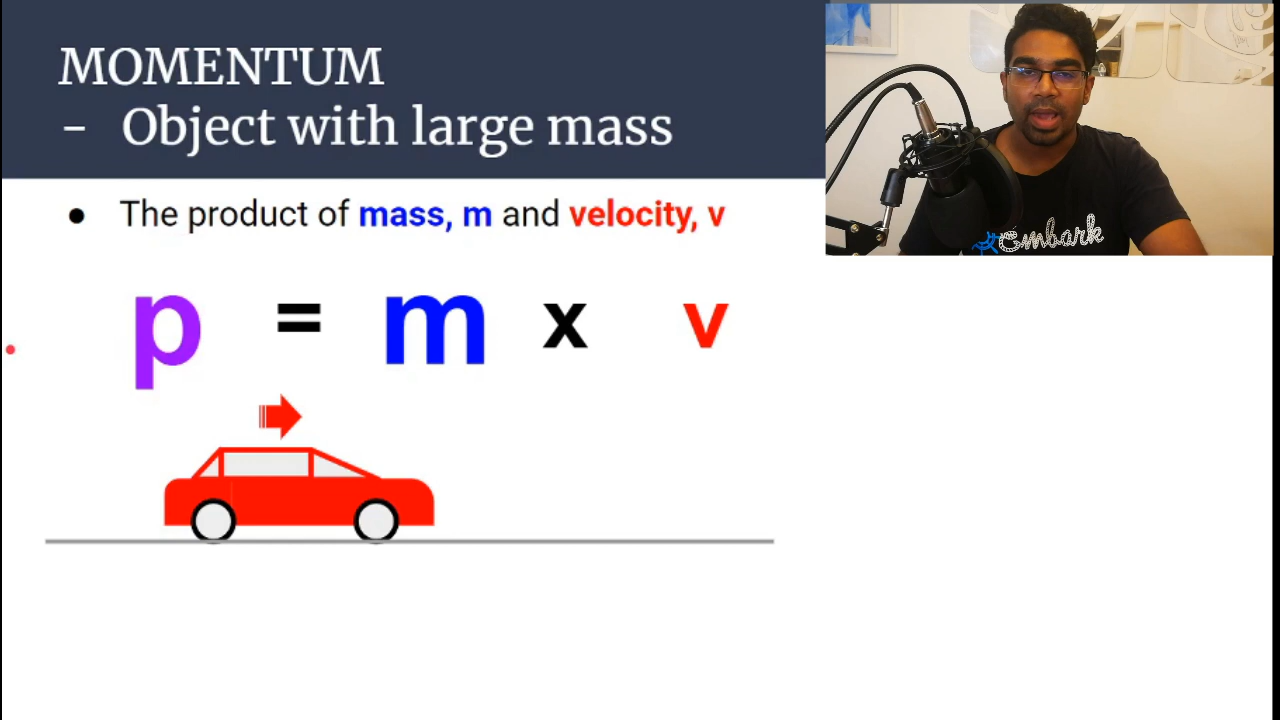 MOMENTUM
- Object with large mass
● The product of mass, m and velocity, v
p = m x v
Embark